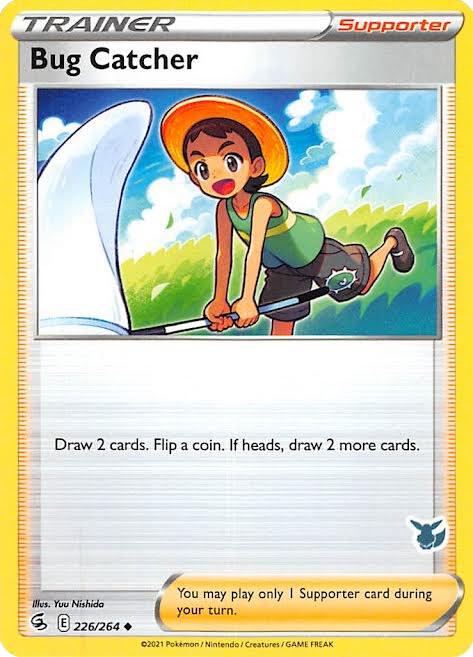 TRAINER
Supporter
Bug Catcher
Draw 2 cards. Flip a coin. If heads, draw 2 more cards.
Illus. Yuu Nishida
You may play only 1 Supporter card during
your turn.
E 226/264
©2021 Pokémon / Nintendo / Creatures / GAME FREAK